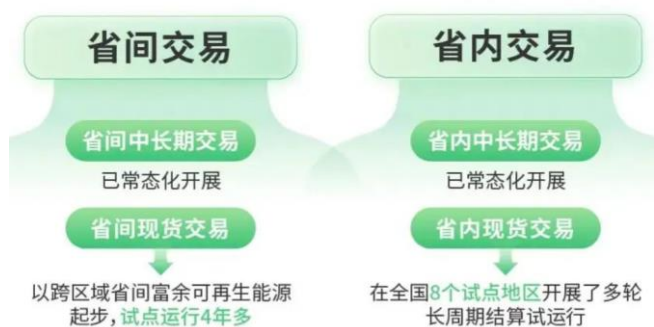 省间交易
省间中长期交易
已常态化开展
省间现货交易
以跨区域省间富余可再生能源
起步,试点运行4年多
省内交易
省内中长期交易
已常态化开展
省内现货交易
在全国8个试点地区开展了多轮
长周期结算试运行